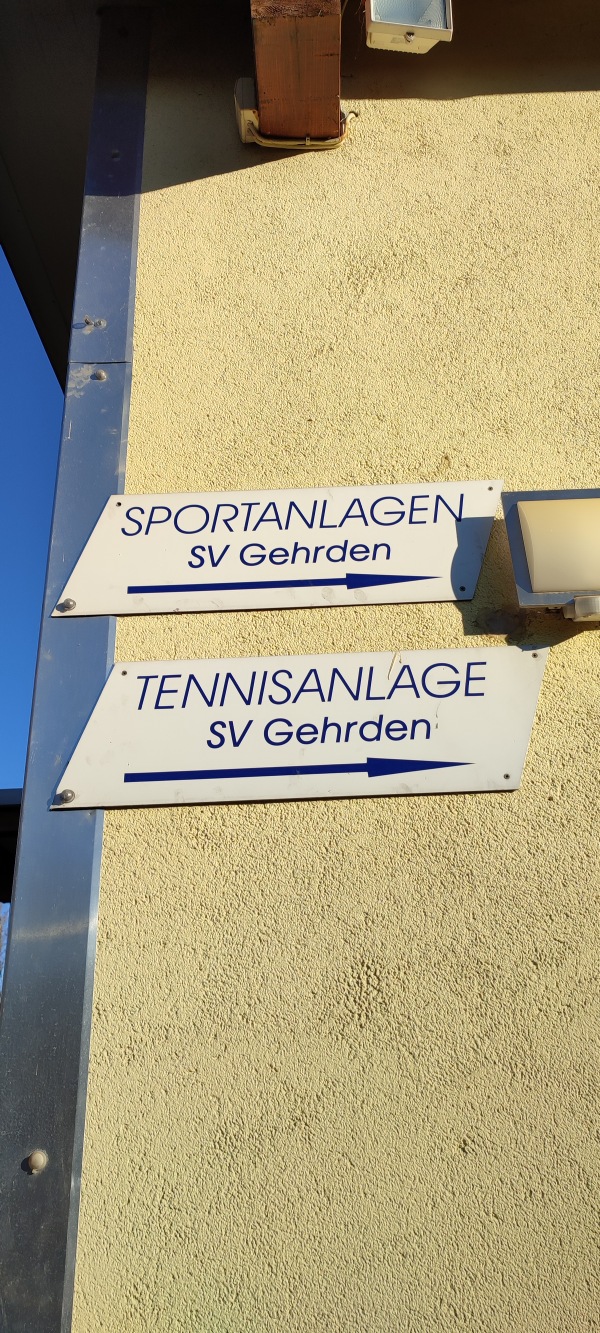 SPORTANLAGEN
SV Gehrden
TENNISANLAGE
SV Gehrden